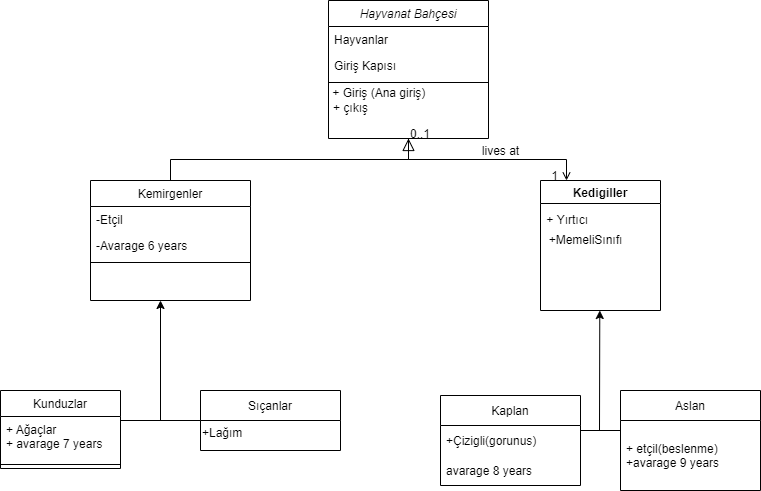 Hayvanat Bahçesi
Hayvanlar
Giriş Kapısı
+ Giriş (Ana giriş)
+ çıkış
0..1
lives at
1
Kemirgenler
-Etçil
-Avarage 6 years
Kedigiller
+ Yırtıcı
+MemeliSınıfı
Kunduzlar
+ Ağaçlar
+ avarage 7 years
Sıçanlar
+Lağım
Kaplan
+Çizigli(gorunus)
avarage 8 years
Aslan
+ etçil(beslenme)
+avarage 9 years